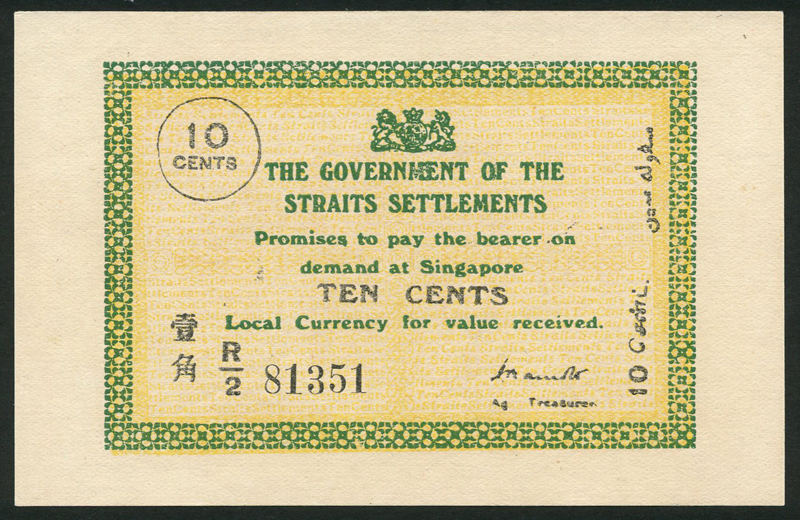 10
CENTS
THE GOVERNMENT OF THE
STRAITS SETTLEMENTS
Promises to pay the bearer on
demand at Singapore
TEN CENTS
Local Currency for value received.
壹角
R/2 81351
Ag Treasurer
10 சென்ட்